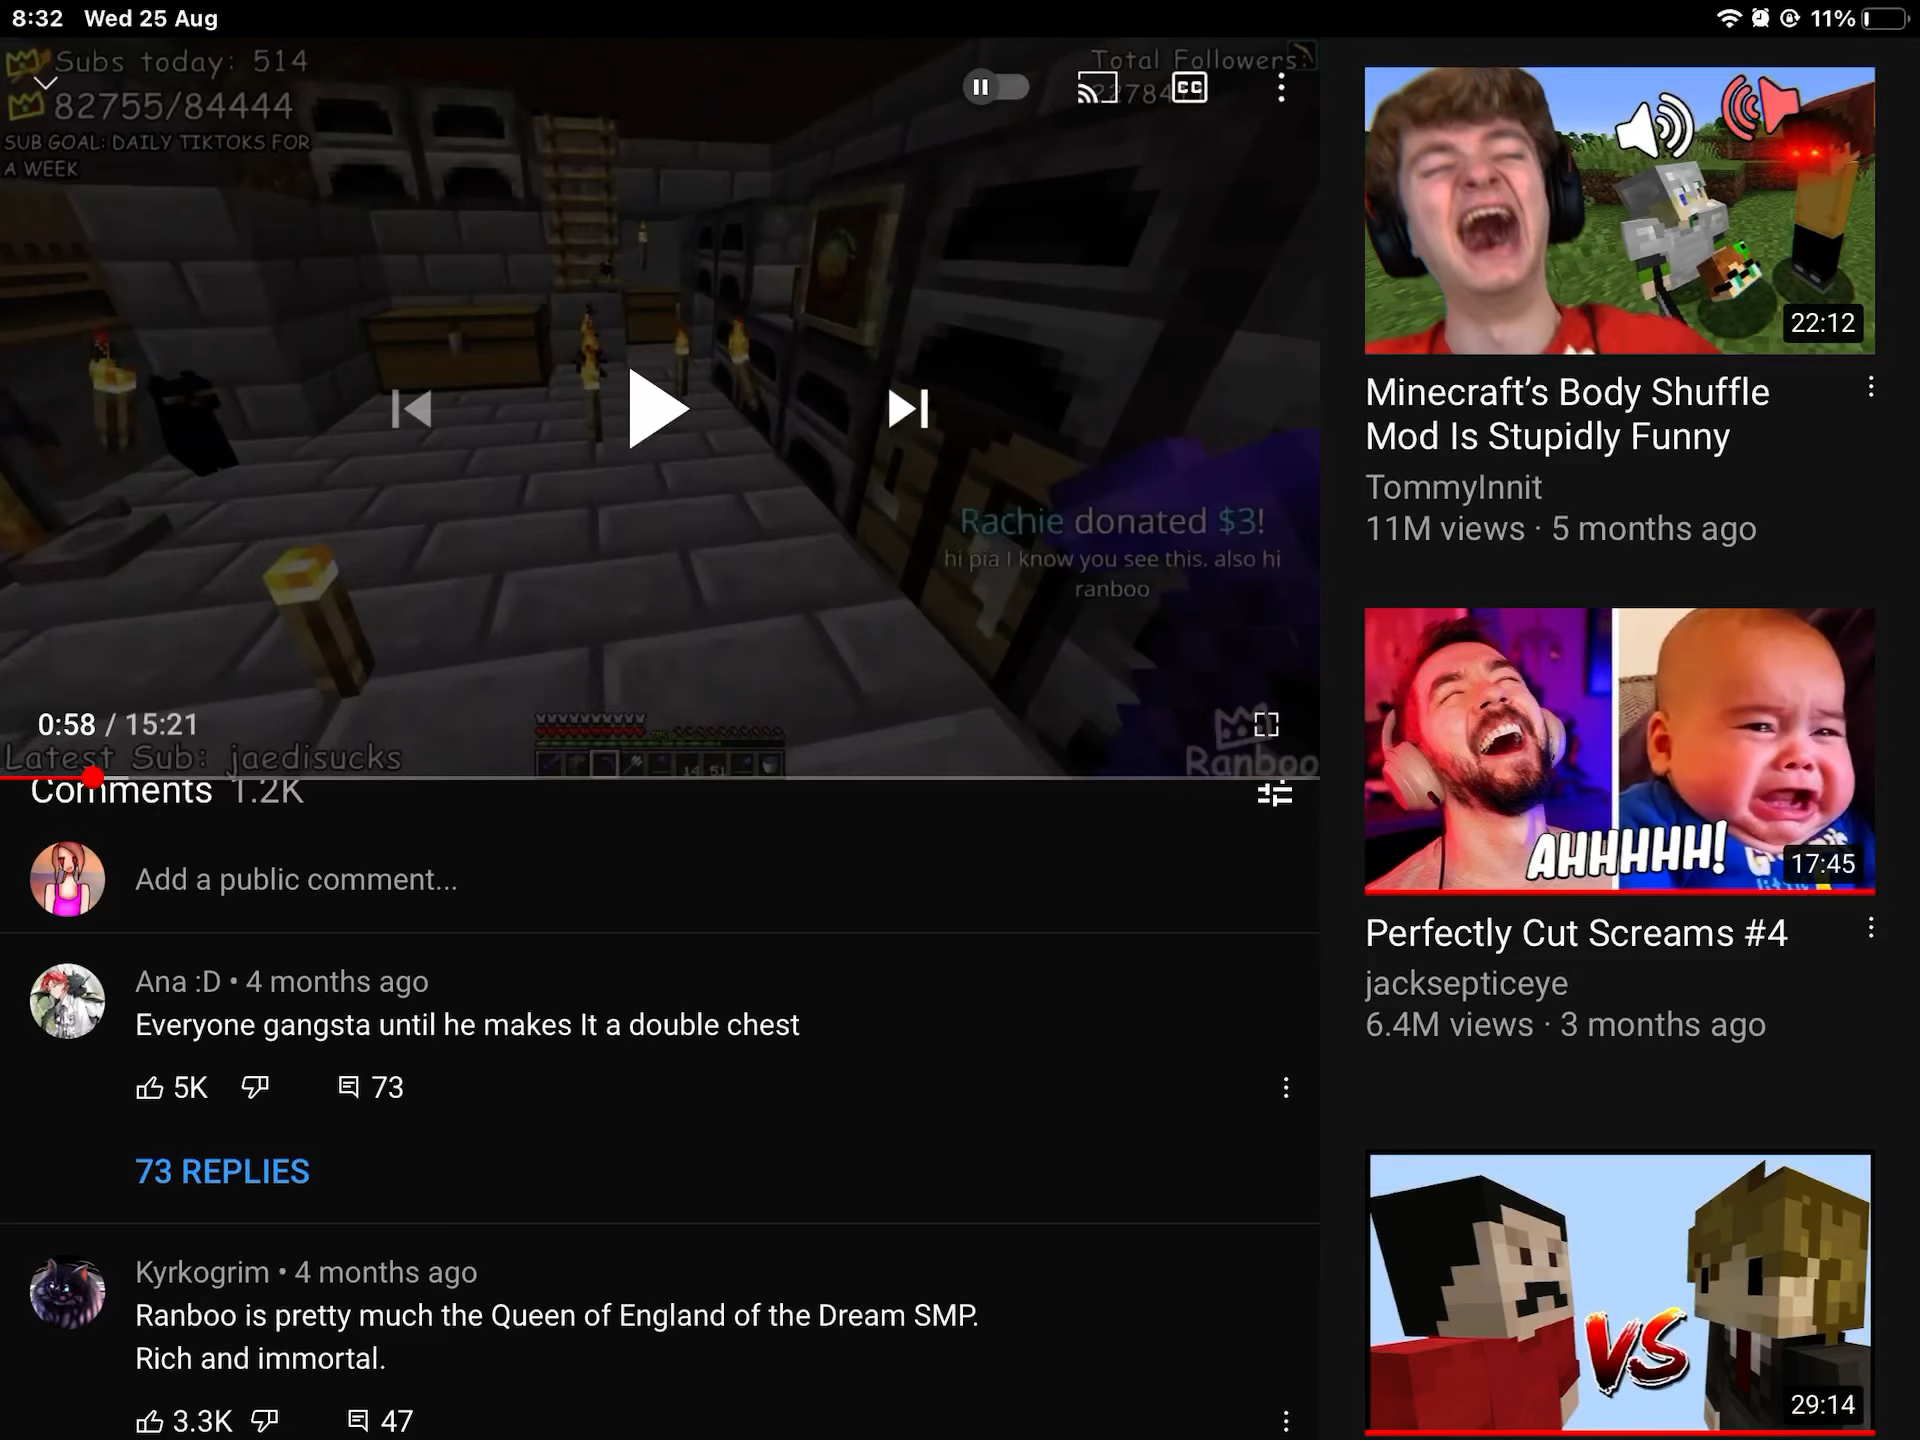 8:32 Wed 25 Aug
11%
Subs today: 514
82755/84444
SUB GOAL: DAILY TIKTOKS FOR
A WEEK
Total Followers:
CC
Rachie donated $3!
hi pia I know you see this. also hi
ranboo
0:58 / 15:21
Latest Sub: jaedisucks
14 51
Ranboo
Comments 1.2K
Add a public comment...
Ana :D • 4 months ago
Everyone gangsta until he makes It a double chest
5K 73
73 REPLIES
Kyrkogrim • 4 months ago
Ranboo is pretty much the Queen of England of the Dream SMP.
Rich and immortal.
3.3K 47
22:12
Minecraft’s Body Shuffle
Mod Is Stupidly Funny
TommyInnit
11M views · 5 months ago
AHHHHH!
17:45
Perfectly Cut Screams #4
jacksepticeye
6.4M views · 3 months ago
VS
29:14